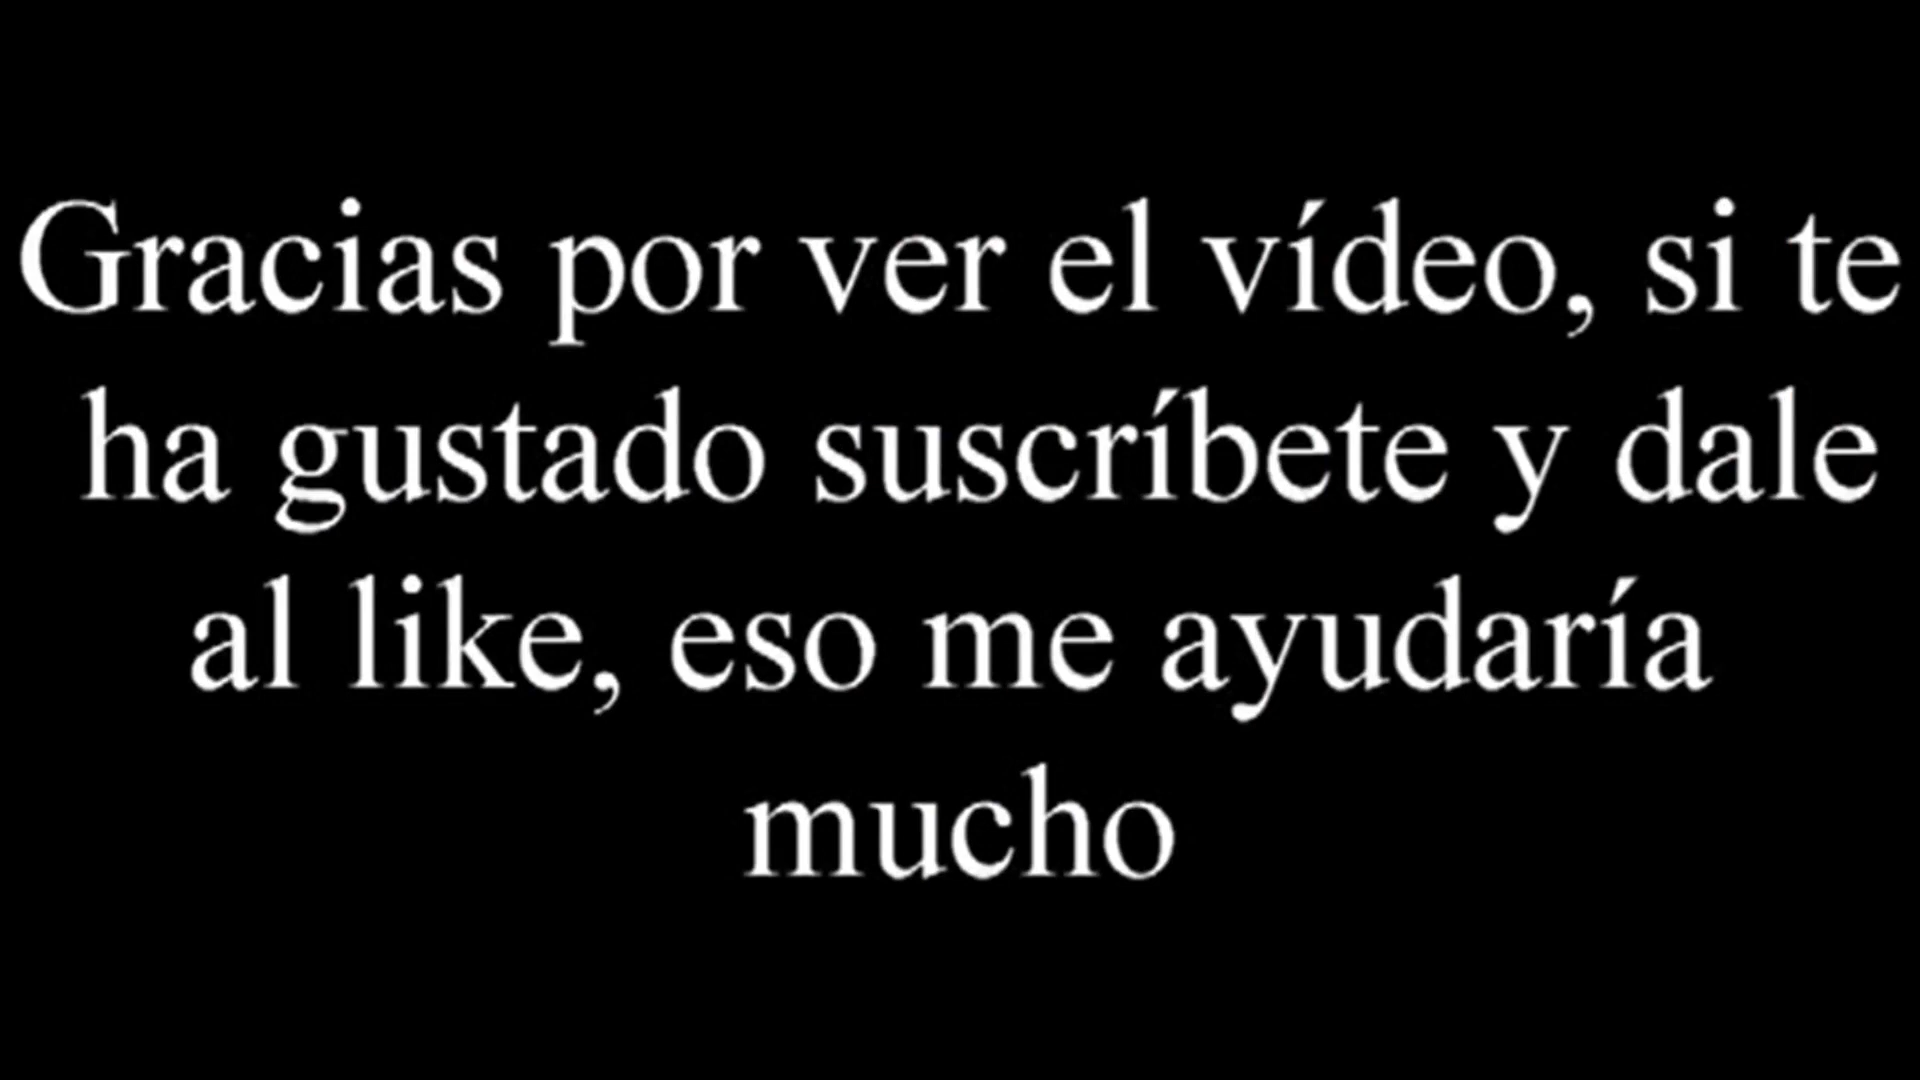 Gracias por ver el vídeo, si te
ha gustado suscríbete y dale
al like, eso me ayudaría
mucho